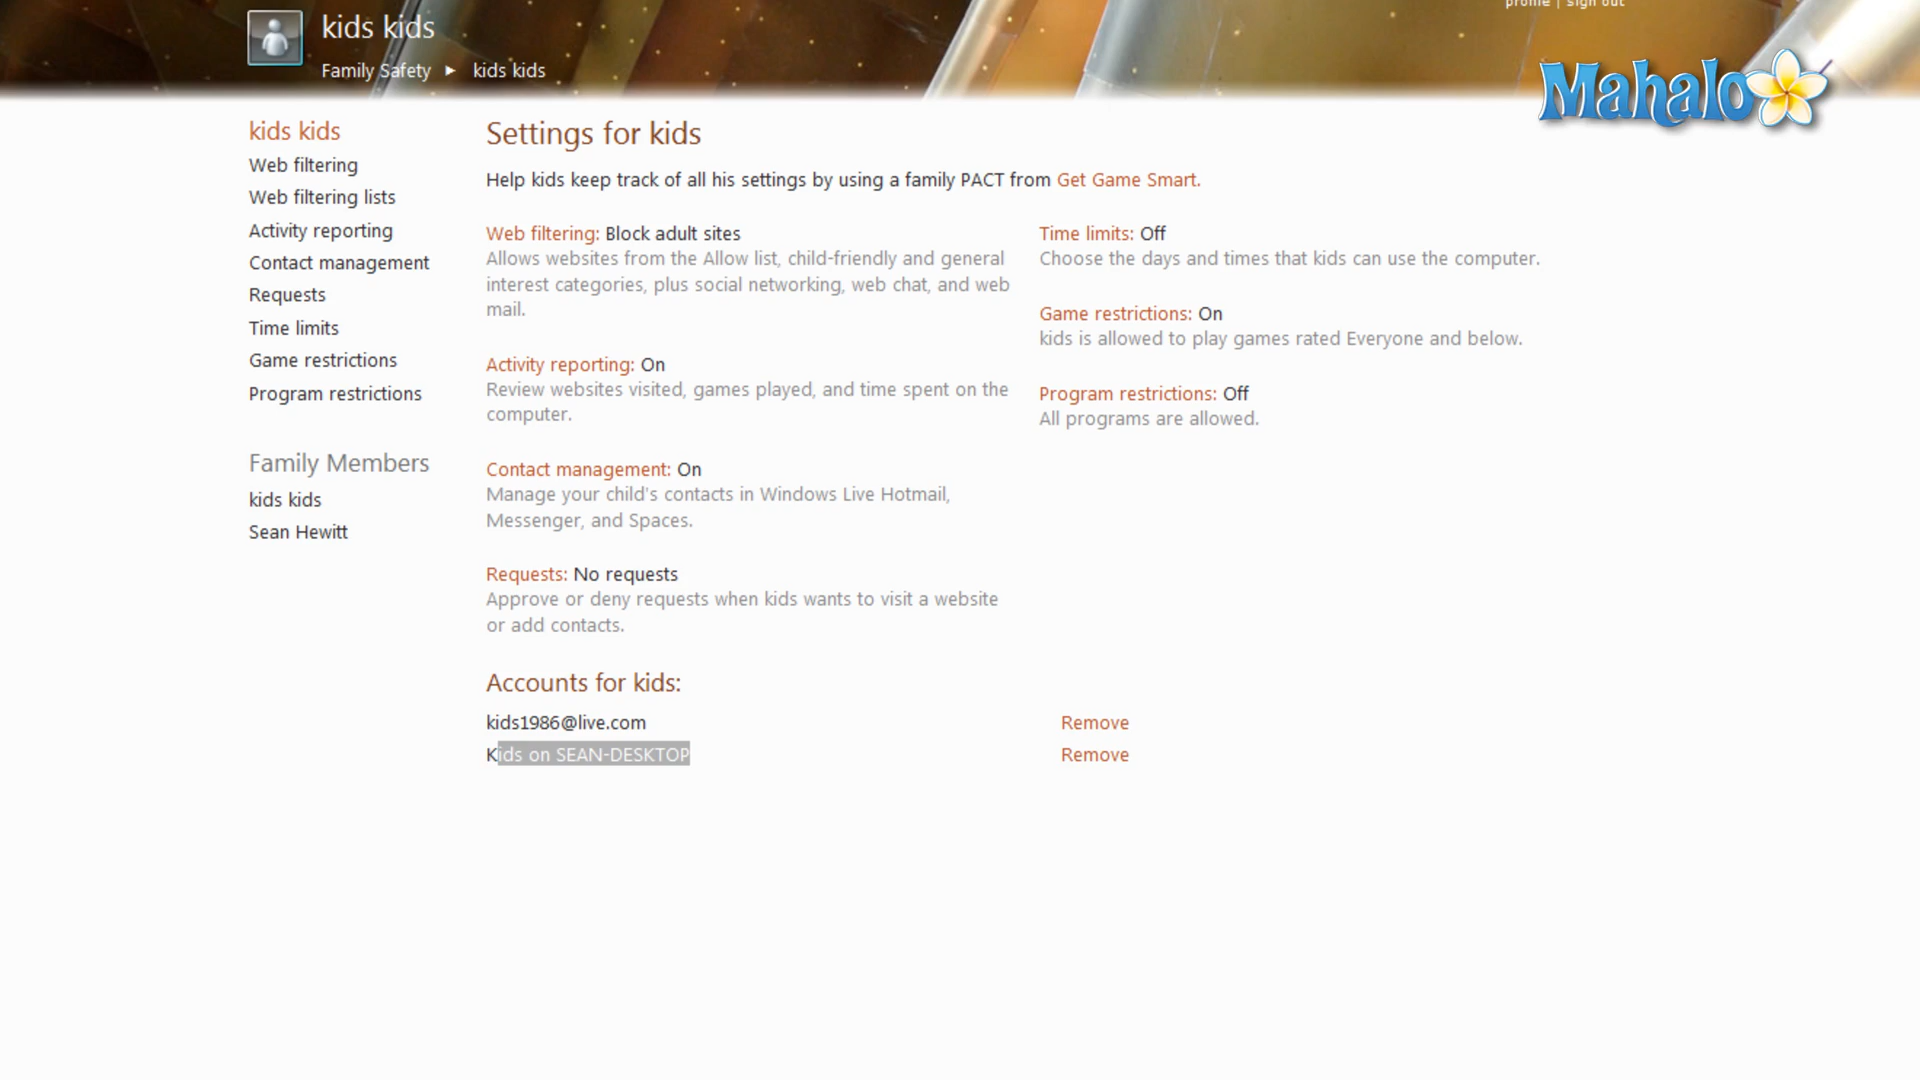 profile | sign out
kids kids
Family Safety ► kids kids
Mahalo
kids kids
Web filtering
Web filtering lists
Activity reporting
Contact management
Requests
Time limits
Game restrictions
Program restrictions
Family Members
kids kids
Sean Hewitt
Settings for kids
Help kids keep track of all his settings by using a family PACT from Get Game Smart.
Web filtering: Block adult sites
Allows websites from the Allow list, child-friendly and general
interest categories, plus social networking, web chat, and web
mail.
Activity reporting: On
Review websites visited, games played, and time spent on the
computer.
Contact management: On
Manage your child's contacts in Windows Live Hotmail,
Messenger, and Spaces.
Requests: No requests
Approve or deny requests when kids wants to visit a website
or add contacts.
Time limits: Off
Choose the days and times that kids can use the computer.
Game restrictions: On
kids is allowed to play games rated Everyone and below.
Program restrictions: Off
All programs are allowed.
Accounts for kids:
kids1986@live.com Remove
Kids on SEAN-DESKTOP Remove